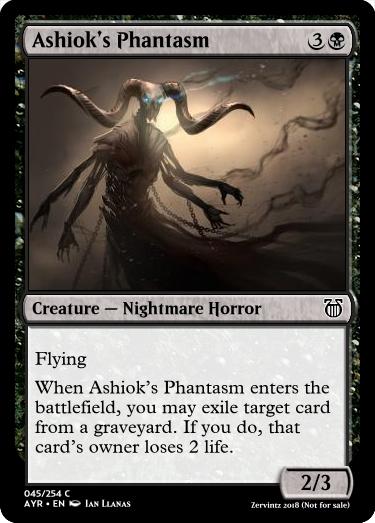 Ashiok's Phantasm 3
Creature — Nightmare Horror
Flying
When Ashiok's Phantasm enters the
battlefield, you may exile target card
from a graveyard. If you do, that
card's owner loses 2 life.
2/3
045/254 C
AYR • EN Ian Llanas
Zervintz 2018 (Not for sale)